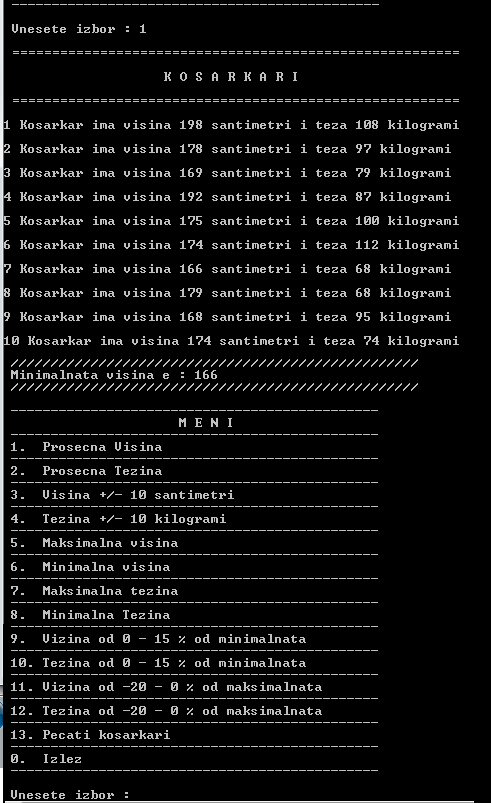 Vnesete izbor : 1
K O S A R K A R I
1 Kosarkar ima visina 198 santimetri i teza 108 kilogrami
2 Kosarkar ima visina 178 santimetri i teza 97 kilogrami
3 Kosarkar ima visina 169 santimetri i teza 79 kilogrami
4 Kosarkar ima visina 192 santimetri i teza 87 kilogrami
5 Kosarkar ima visina 175 santimetri i teza 100 kilogrami
6 Kosarkar ima visina 174 santimetri i teza 112 kilogrami
7 Kosarkar ima visina 166 santimetri i teza 68 kilogrami
8 Kosarkar ima visina 179 santimetri i teza 68 kilogrami
9 Kosarkar ima visina 168 santimetri i teza 95 kilogrami
10 Kosarkar ima visina 174 santimetri i teza 74 kilogrami
Minimalnata visina e : 166
M E N I
1. Prosecna Visina
2. Prosecna Tezina
3. Visina +/- 10 santimetri
4. Tezina +/- 10 kilogrami
5. Maksimalna visina
6. Minimalna visina
7. Maksimalna tezina
8. Minimalna Tezina
9. Vizina od 0 - 15 % od minimalnata
10. Tezina od 0 - 15 % od minimalnata
11. Vizina od -20 - 0 % od maksimalnata
12. Tezina od -20 - 0 % od maksimalnata
13. Pecati kosarkari
0. Izlez
Vnesete izbor :